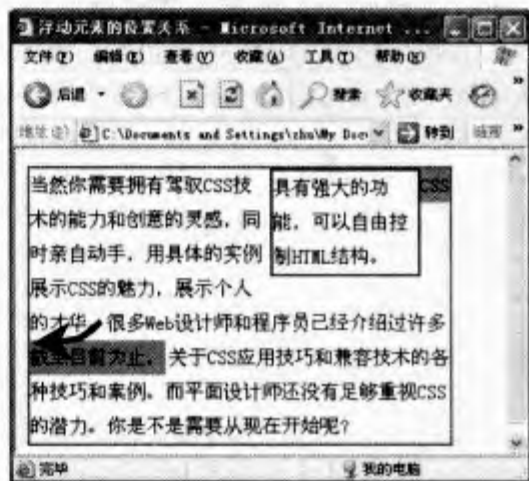 浮动元素的位置关系 - Microsoft Internet ...
文件(F) 编辑(E) 查看(V) 收藏(A) 工具(T) 帮助(H)
后退 搜索 收藏夹 »
地址(D) C:\Documents and Settings\zhu\My Docu 转到 链接 »
当然你需要拥有驾驭CSS技
术的能力和创意的灵感，同
时亲自动手，用具体的实例
展示CSS的魅力，展示个人
具有强大的功
能，可以自由控
制HTML结构。
CSS
的才华。很多Web设计师和程序员已经介绍过许多
截至目前为止，关于CSS应用技巧和兼容技术的各
种技巧和案例，而平面设计师还没有足够重视CSS
的潜力。你是不是需要从现在开始呢？
完毕 我的电脑